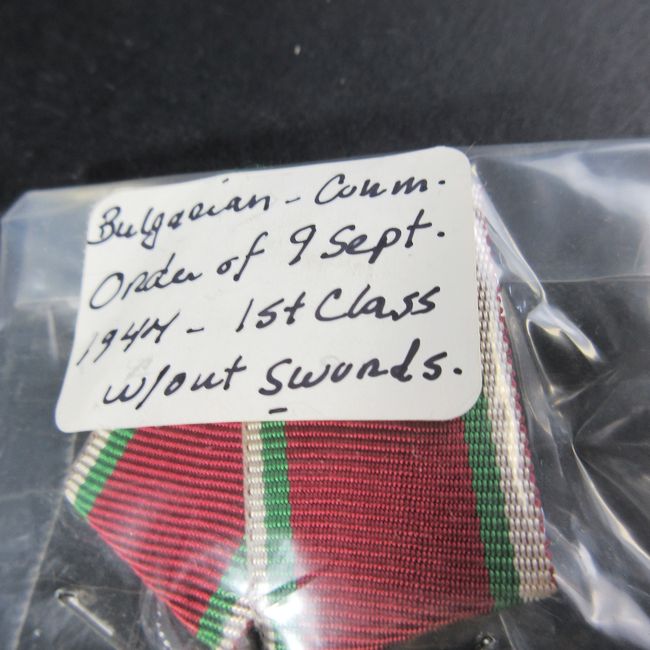 Bulgarian - Comm.
Order of 9 Sept.
1944 - 1st Class
w/out Swords.